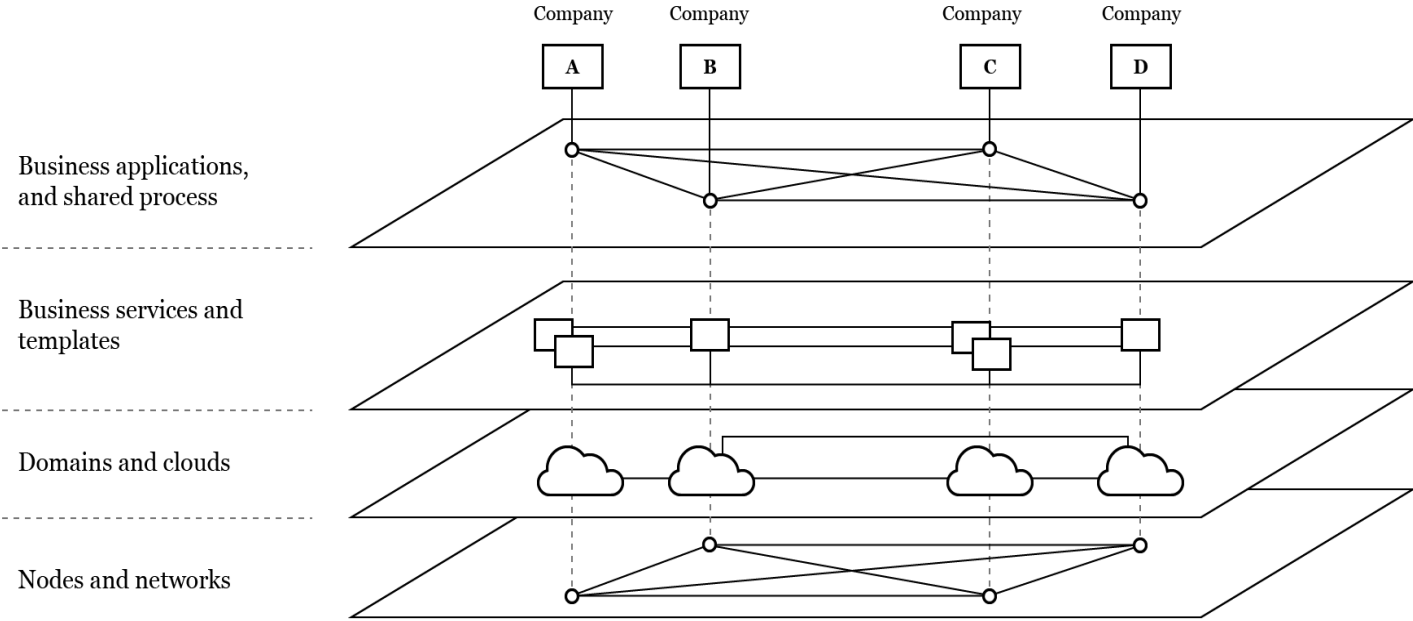 Company Company Company Company
A B C D
Business applications,
and shared process
Business services and
templates
Domains and clouds
Nodes and networks